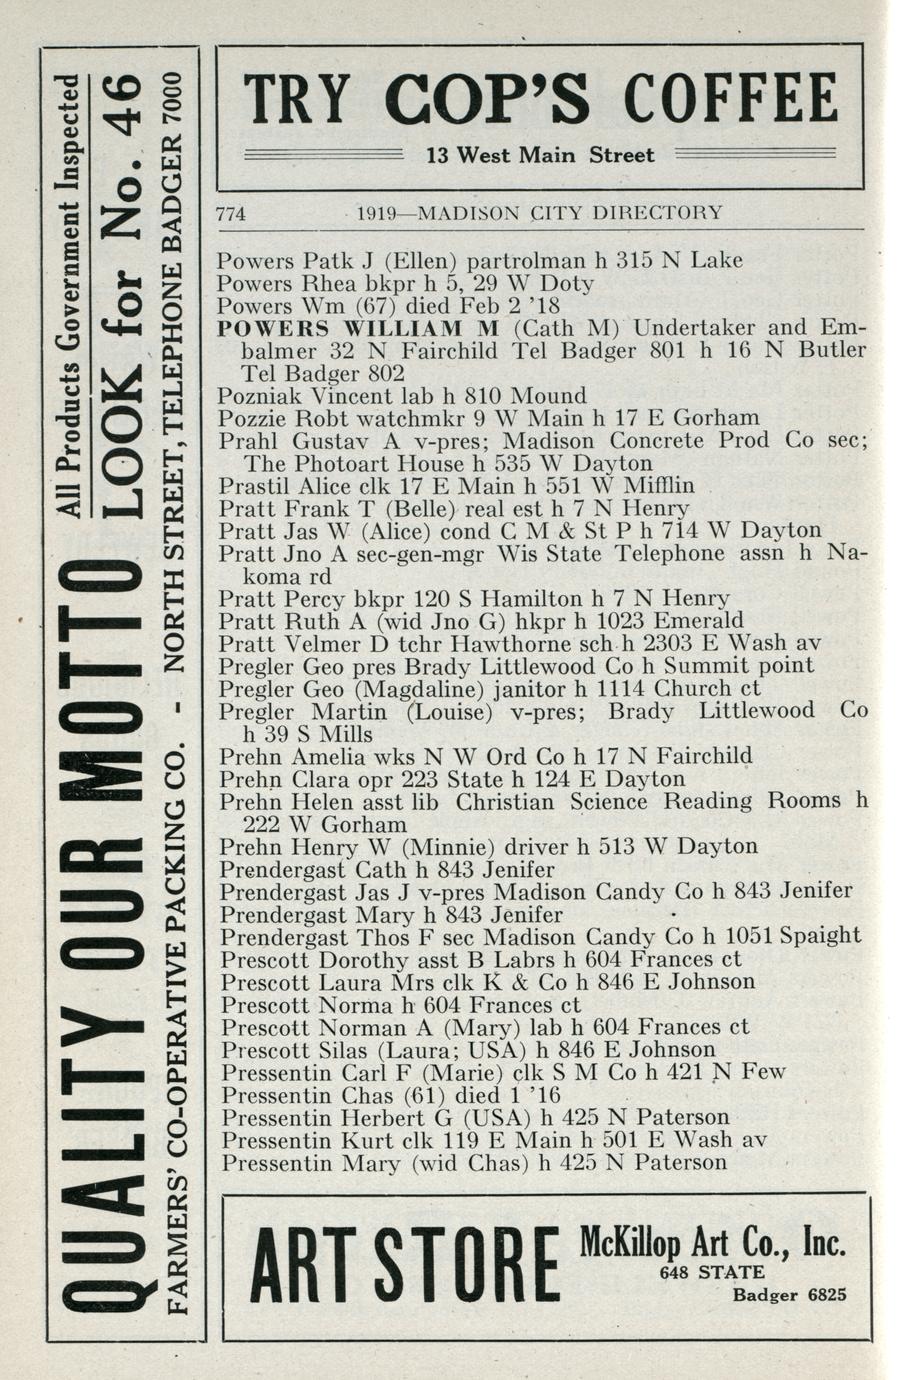 TRY COP'S COFFEE
13 West Main Street
774 1919—MADISON CITY DIRECTORY
Powers Patk J (Ellen) partrolman h 315 N Lake
Powers Rhea bkpr h 5, 29 W Doty
Powers Wm (67) died Feb 2 '18
POWERS WILLIAM M (Cath M) Undertaker and Em-
balmer 32 N Fairchild Tel Badger 801 h 16 N Butler
Tel Badger 802
Pozniak Vincent lab h 810 Mound
Pozzie Robt watchmkr 9 W Main h 17 E Gorham
Prahl Gustav A v-pres; Madison Concrete Prod Co sec;
The Photoart House h 535 W Dayton
Prastil Alice clk 17 E Main h 551 W Mifflin
Pratt Frank T (Belle) real est h 7 N Henry
Pratt Jas W (Alice) cond C M & St P h 714 W Dayton
Pratt Jno A sec-gen-mgr Wis State Telephone assn h Na-
koma rd
Pratt Percy bkpr 120 S Hamilton h 7 N Henry
Pratt Ruth A (wid Jno G) hkpr h 1023 Emerald
Pratt Velmer D tchr Hawthorne sch h 2303 E Wash av
Pregler Geo pres Brady Littlewood Co h Summit point
Pregler Geo (Magdaline) janitor h 1114 Church ct
Pregler Martin (Louise) v-pres; Brady Littlewood Co
h 39 S Mills
Prehn Amelia wks N W Ord Co h 17 N Fairchild
Prehn Clara opr 223 State h 124 E Dayton
Prehn Helen asst lib Christian Science Reading Rooms h
222 W Gorham
Prehn Henry W (Minnie) driver h 513 W Dayton
Prendergast Cath h 843 Jenifer
Prendergast Jas J v-pres Madison Candy Co h 843 Jenifer
Prendergast Mary h 843 Jenifer
Prendergast Thos F sec Madison Candy Co h 1051 Spaight
Prescott Dorothy asst B Labrs h 604 Frances ct
Prescott Laura Mrs clk K & Co h 846 E Johnson
Prescott Norma h 604 Frances ct
Prescott Norman A (Mary) lab h 604 Frances ct
Prescott Silas (Laura; USA) h 846 E Johnson
Pressentin Carl F (Marie) clk S M Co h 421 N Few
Pressentin Chas (61) died 1 '16
Pressentin Herbert G (USA) h 425 N Paterson
Pressentin Kurt clk 119 E Main h 501 E Wash av
Pressentin Mary (wid Chas) h 425 N Paterson
ART STORE
McKillop Art Co., Inc.
648 STATE
Badger 6825
QUALITY OUR MOTTO
All Products Government Inspected
LOOK for No. 46
FARMERS' CO-OPERATIVE PACKING CO. - NORTH STREET, TELEPHONE BADGER 7000